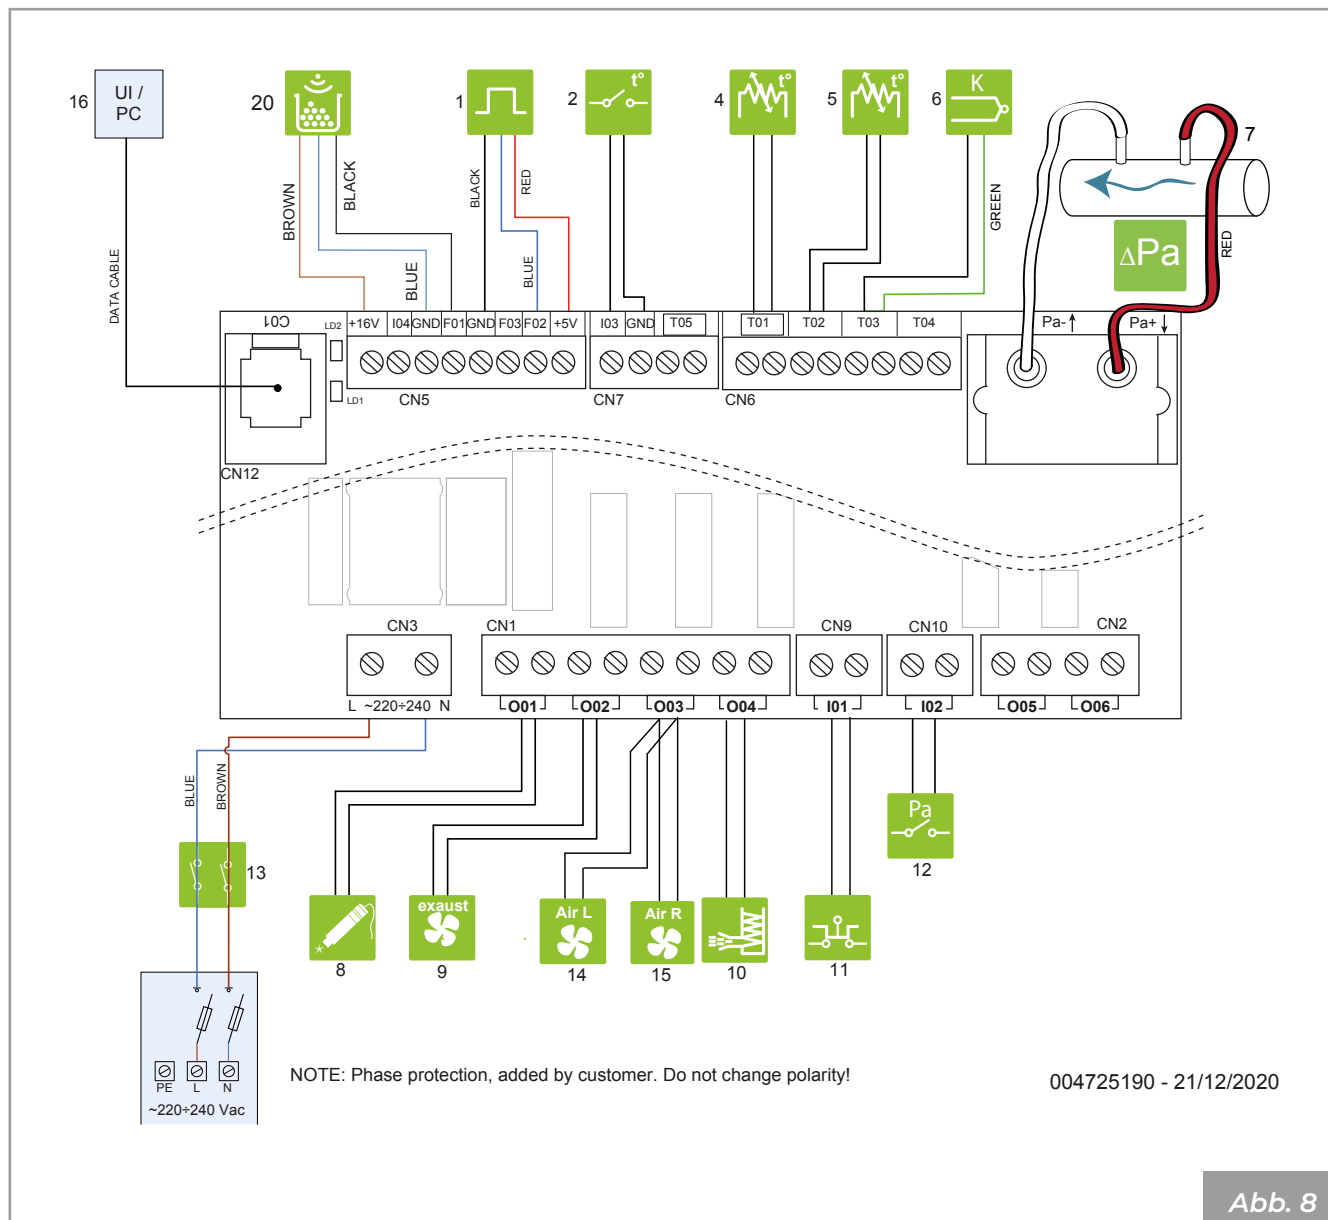 16
UI /
PC
20
1
2
t°
4
t°
5
t°
6
K
7
BROWN
BLACK
BLACK
RED
GREEN
RED
ΔPa
DATA CABLE
BLUE
BLUE
C01
LD2
+16V I04 GND F01 GND F03 F02 +5V
I03 GND T05
T01 T02 T03 T04
Pa-
Pa+
LD1
CN5
CN7
CN6
CN12
CN3
CN1
CN9
CN10
CN2
L ~220÷240 N
O01 O02 O03 O04
I01
I02
O05 O06
BLUE
BROWN
13
Pa
12
exaust
Air L
Air R
8
9
14
15
10
11
PE L N
~220÷240 Vac
NOTE: Phase protection, added by customer. Do not change polarity!
004725190 - 21/12/2020
Abb. 8